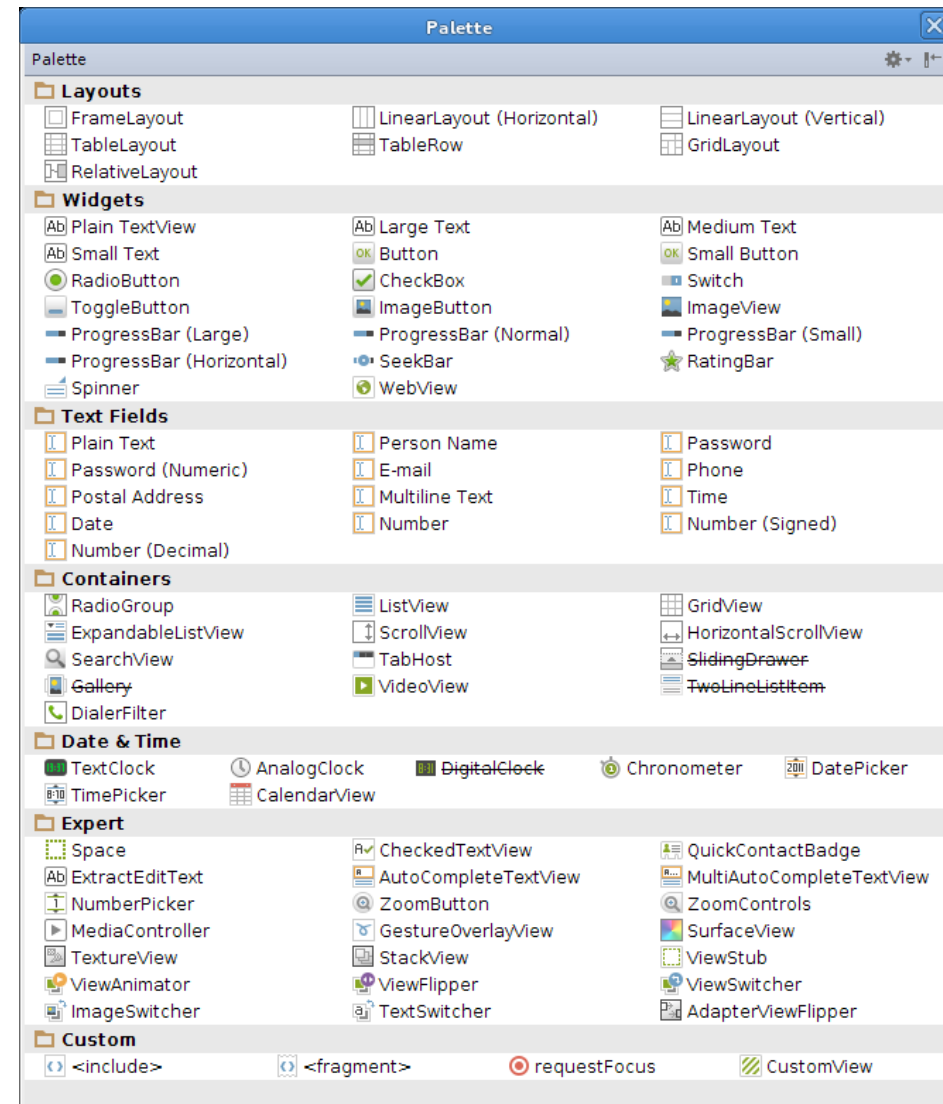 Palette
Palette
Layouts
FrameLayout LinearLayout (Horizontal) LinearLayout (Vertical)
TableLayout TableRow GridLayout
RelativeLayout
Widgets
Ab Plain TextView Ab Large Text Ab Medium Text
Ab Small Text OK Button OK Small Button
RadioButton CheckBox Switch
ToggleButton ImageButton ImageView
ProgressBar (Large) ProgressBar (Normal) ProgressBar (Small)
ProgressBar (Horizontal) SeekBar RatingBar
Spinner WebView
Text Fields
Plain Text Person Name Password
Password (Numeric) E-mail Phone
Postal Address Multiline Text Time
Date Number Number (Signed)
Number (Decimal)
Containers
RadioGroup ListView GridView
ExpandableListView ScrollView HorizontalScrollView
SearchView TabHost SlidingDrawer
Gallery VideoView TwoLineListItem
DialerFilter
Date & Time
TextClock AnalogClock DigitalClock Chronometer DatePicker
TimePicker CalendarView
Expert
Space CheckedTextView QuickContactBadge
Ab ExtractEditText AutoCompleteTextView MultiAutoCompleteTextView
NumberPicker ZoomButton ZoomControls
MediaController GestureOverlayView SurfaceView
TextureView StackView ViewStub
ViewAnimator ViewFlipper ViewSwitcher
ImageSwitcher TextSwitcher AdapterViewFlipper
Custom
<include> <fragment> requestFocus CustomView